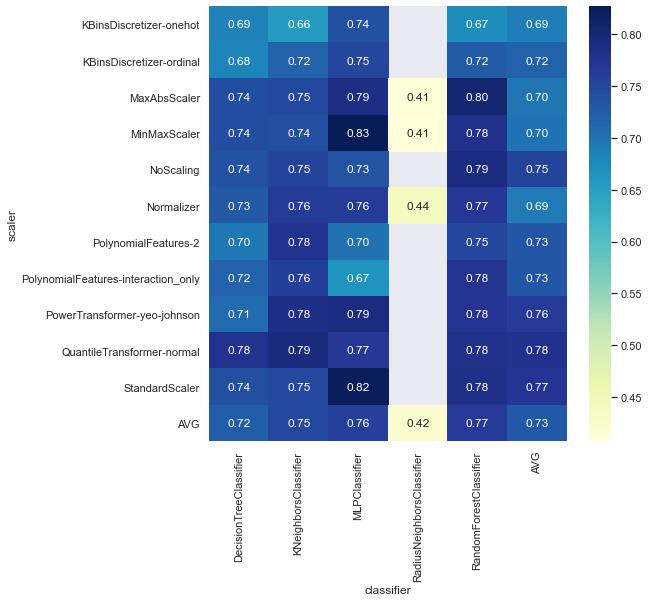 KBinsDiscretizer-onehot 0.69 0.66 0.74 0.67 0.69
KBinsDiscretizer-ordinal 0.68 0.72 0.75 0.72 0.72
MaxAbsScaler 0.74 0.75 0.79 0.41 0.80 0.70
MinMaxScaler 0.74 0.74 0.83 0.41 0.78 0.70
NoScaling 0.74 0.75 0.73 0.79 0.75
Normalizer 0.73 0.76 0.76 0.44 0.77 0.69
PolynomialFeatures-2 0.70 0.78 0.70 0.75 0.73
PolynomialFeatures-interaction_only 0.72 0.76 0.67 0.78 0.73
PowerTransformer-yeo-johnson 0.71 0.78 0.79 0.78 0.76
QuantileTransformer-normal 0.78 0.79 0.77 0.78 0.78
StandardScaler 0.74 0.75 0.82 0.78 0.77
AVG 0.72 0.75 0.76 0.42 0.77 0.73
scaler
DecisionTreeClassifier
KNeighborsClassifier
MLPClassifier
RadiusNeighborsClassifier
RandomForestClassifier
AVG
classifier
0.80
0.75
0.70
0.65
0.60
0.55
0.50
0.45